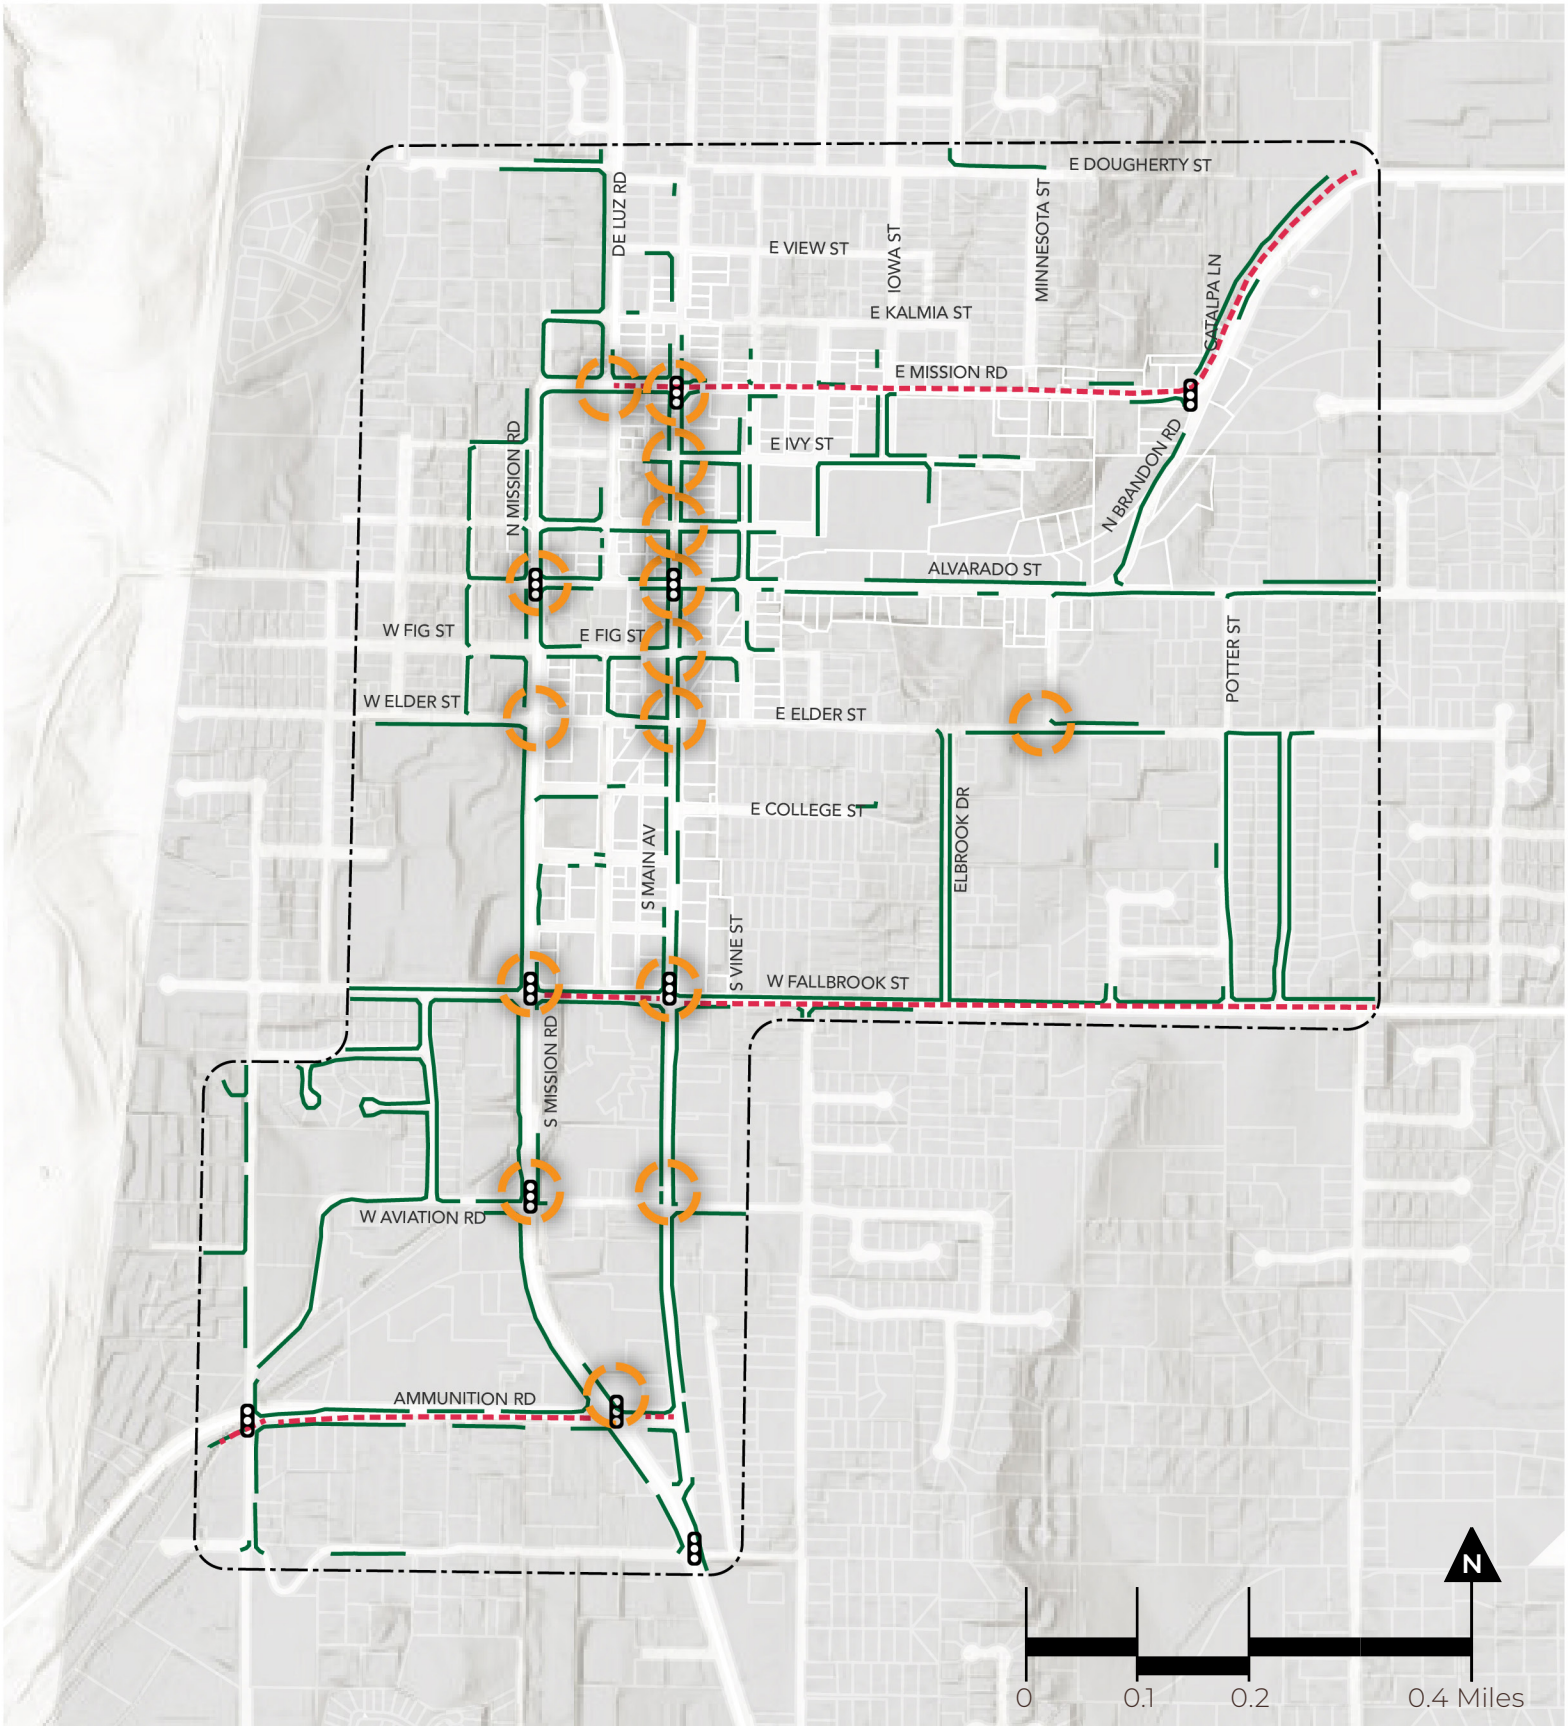 E DOUGHERTY ST
DE LUZ RD
MINNESOTA ST
E VIEW ST
IOWA ST
CATALPA LN
E KALMIA ST
E MISSION RD
E IVY ST
N MISSION RD
N BRANDON RD
ALVARADO ST
W FIG ST
E FIG ST
POTTER ST
W ELDER ST
E ELDER ST
E COLLEGE ST
ELBROOK DR
S MAIN AV
S VINE ST
W FALLBROOK ST
S MISSION RD
W AVIATION RD
AMMUNITION RD
N
0 0.1 0.2 0.4 Miles